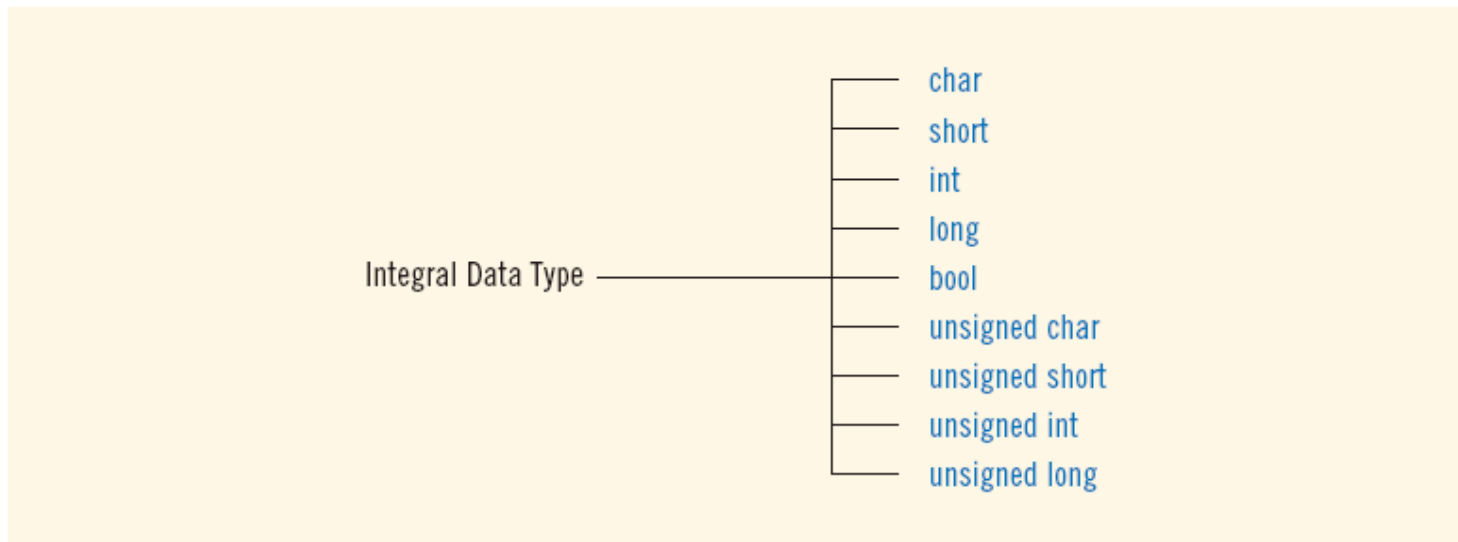 char
short
int
long
Integral Data Type
bool
unsigned char
unsigned short
unsigned int
unsigned long